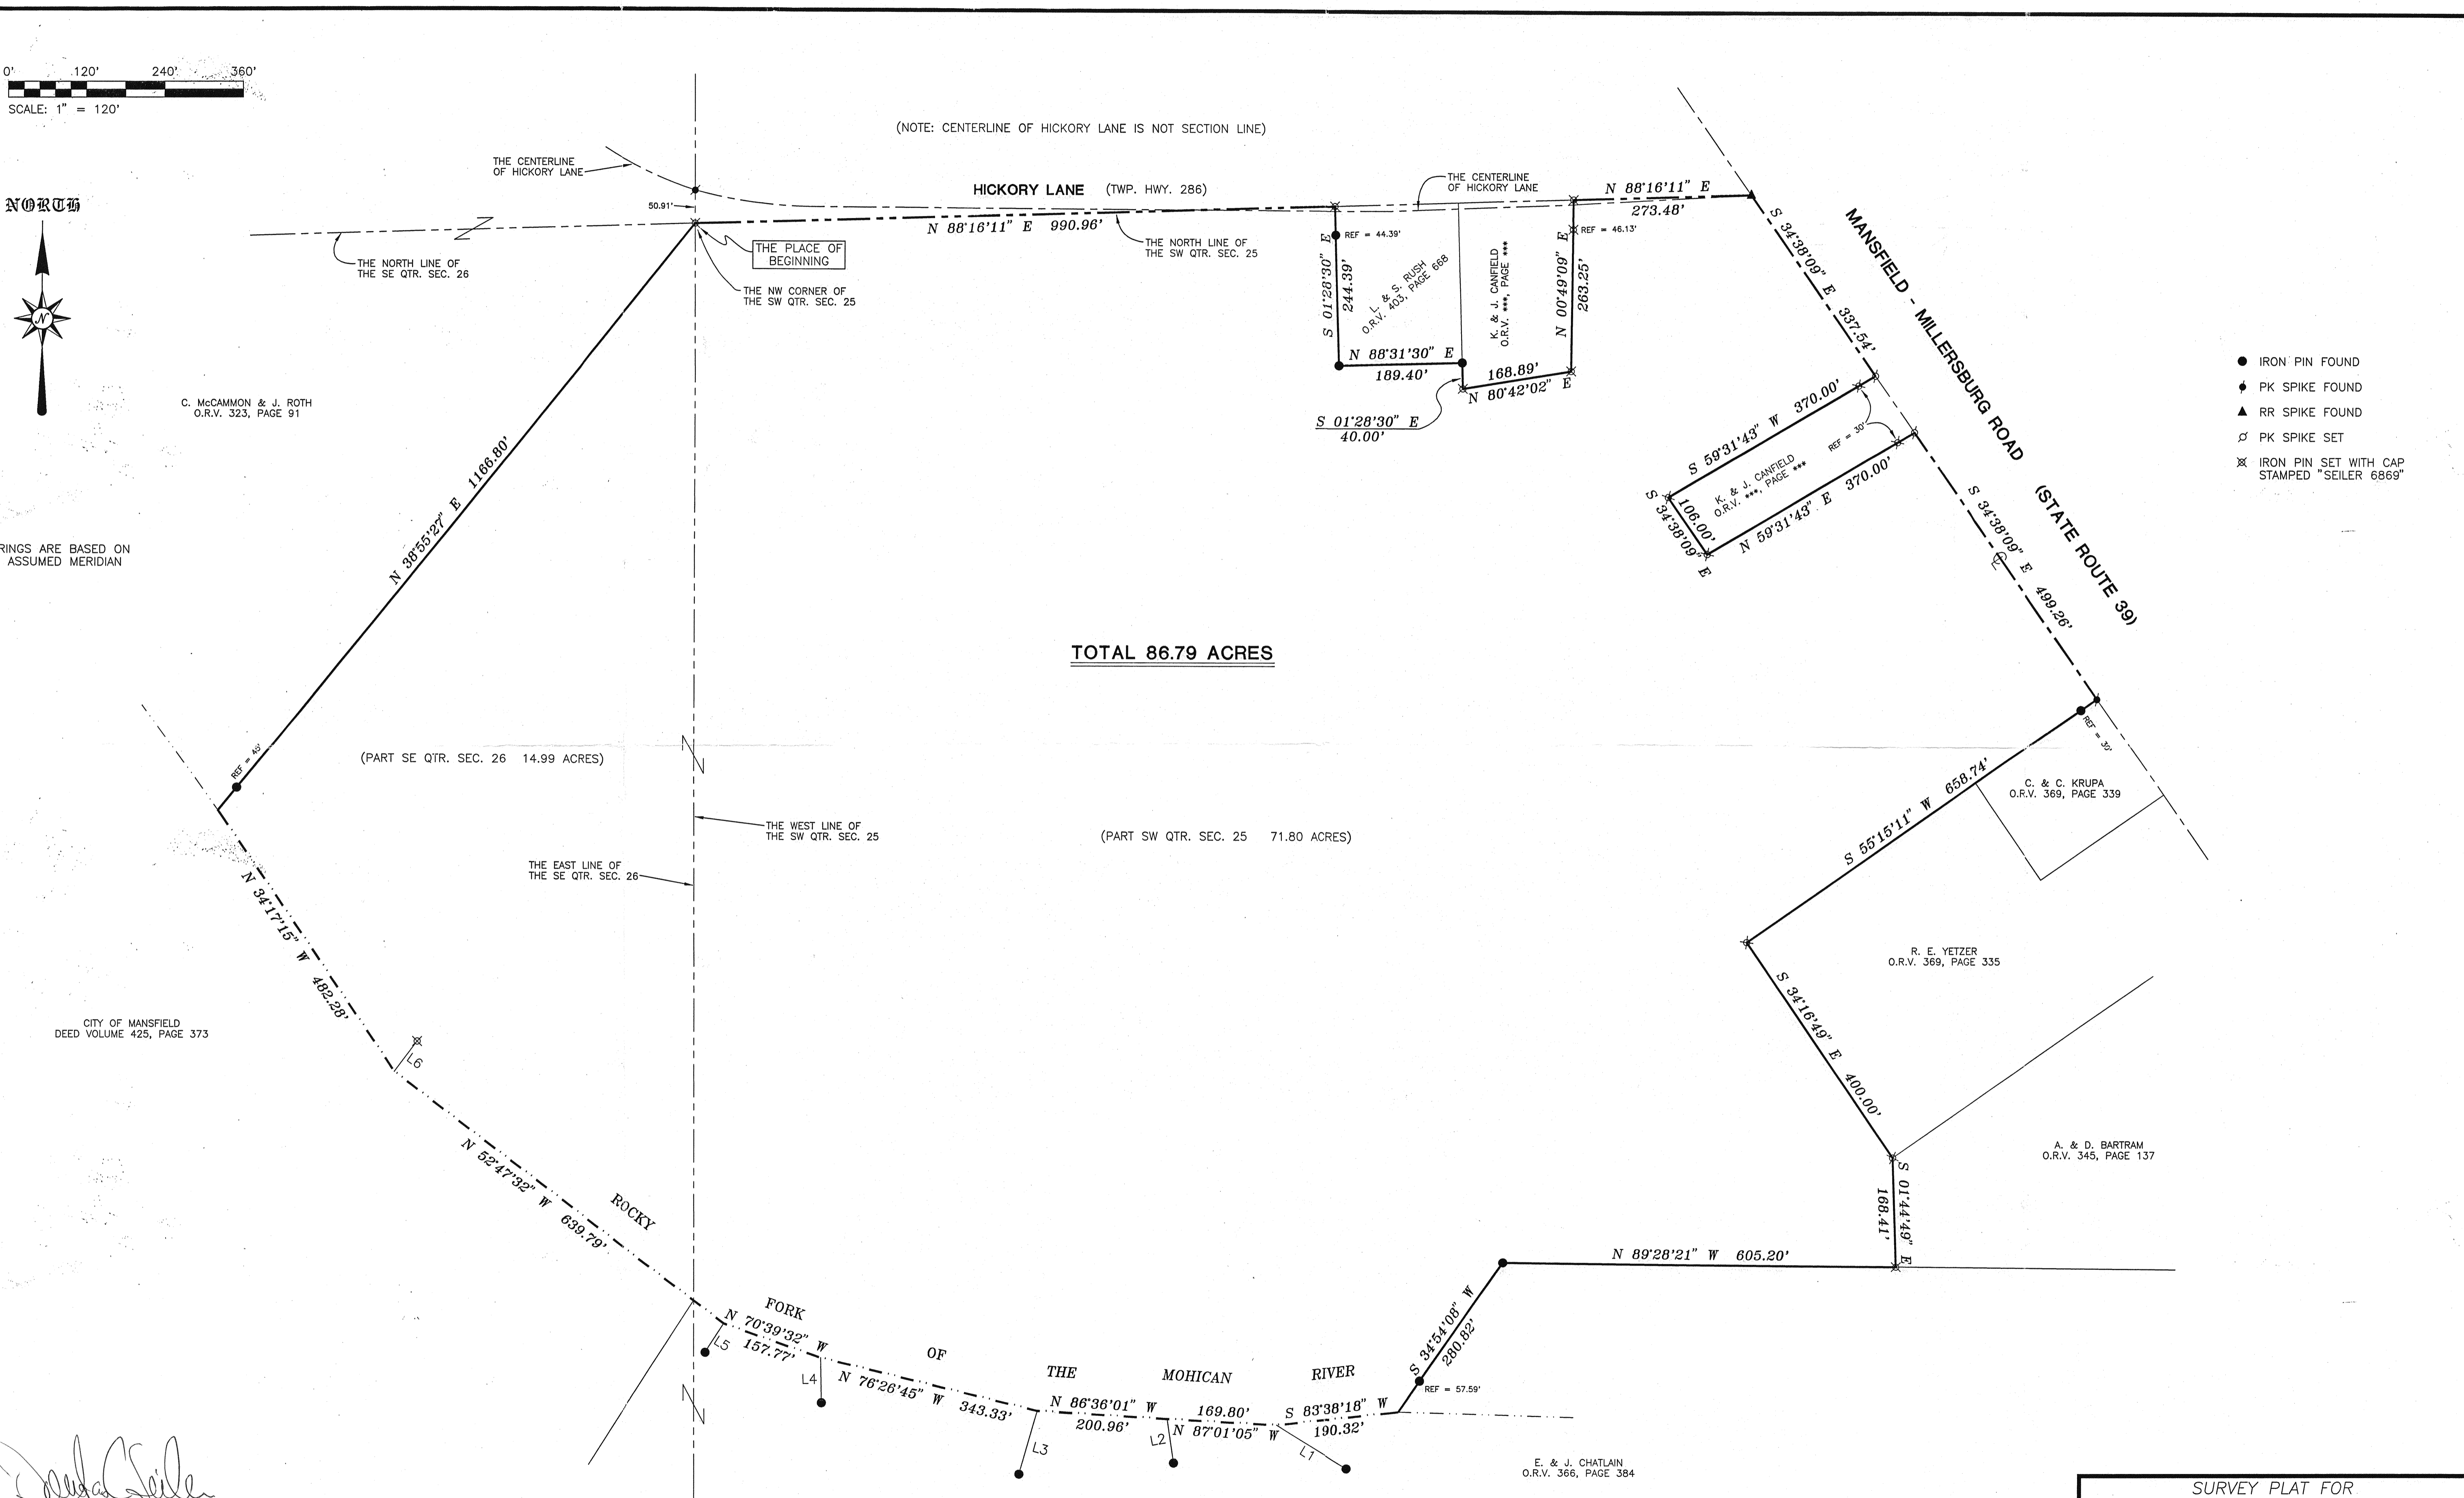 0' 120' 240' 360'
SCALE: 1" = 120'
NORTH
N
(NOTE: CENTERLINE OF HICKORY LANE IS NOT SECTION LINE)
THE CENTERLINE
OF HICKORY LANE
HICKORY LANE (TWP. HWY. 286)
THE CENTERLINE
OF HICKORY LANE
50.91'
N 88°16'11" E 990.96'
N 88°16'11" E
273.48'
THE PLACE OF
BEGINNING
THE NORTH LINE OF
THE SE QTR. SEC. 26
THE NW CORNER OF
THE SW QTR. SEC. 25
THE NORTH LINE OF
THE SW QTR. SEC. 25
REF = 44.39'
S 01°28'30" E
244.39'
L. & S. RUSH
O.R.V. 403, PAGE 668
K. & J. CANFIELD
O.R.V. ***, PAGE ***
REF = 46.13'
N 00°49'09" E
263.25'
N 88°31'30" E
189.40'
168.89'
N 80°42'02" E
S 01°28'30" E
40.00'
S 34°38'09" E 337.54'
MANSFIELD - MILLERSBURG ROAD (STATE ROUTE 39)
S 59°31'43" W 370.00'
REF = 30'
K. & J. CANFIELD
O.R.V. ***, PAGE ***
106.00'
S 34°38'09" E
N 59°31'43" E 370.00'
S 34°38'09" E 499.26'
IRON PIN FOUND
PK SPIKE FOUND
RR SPIKE FOUND
PK SPIKE SET
IRON PIN SET WITH CAP
STAMPED "SEILER 6869"
C. McCAMMON & J. ROTH
O.R.V. 323, PAGE 91
N 38°55'27" E 1166.80'
RINGS ARE BASED ON
ASSUMED MERIDIAN
TOTAL 86.79 ACRES
REF = 45'
(PART SE QTR. SEC. 26 14.99 ACRES)
THE WEST LINE OF
THE SW QTR. SEC. 25
(PART SW QTR. SEC. 25 71.80 ACRES)
THE EAST LINE OF
THE SE QTR. SEC. 26
REF = 30'
S 55°15'11" W 658.74'
C. & C. KRUPA
O.R.V. 369, PAGE 339
R. E. YETZER
O.R.V. 369, PAGE 335
S 34°16'49" E 400.00'
A. & D. BARTRAM
O.R.V. 345, PAGE 137
S 01°44'49" E
168.41'
N 89°28'21" W 605.20'
S 34°54'08" W
280.82'
REF = 57.59'
N 34°17'15" W 482.28'
CITY OF MANSFIELD
DEED VOLUME 425, PAGE 373
L6
N 52°47'32" W 639.79'
ROCKY FORK OF THE MOHICAN RIVER
N 70°39'32" W
157.77'
L5
L4
N 76°26'45" W 343.33'
L3
N 86°36'01" W
200.96'
L2
169.80'
N 87°01'05" W
S 83°38'18" W
190.32'
L1
E. & J. CHATLAIN
O.R.V. 366, PAGE 384
SURVEY PLAT FOR